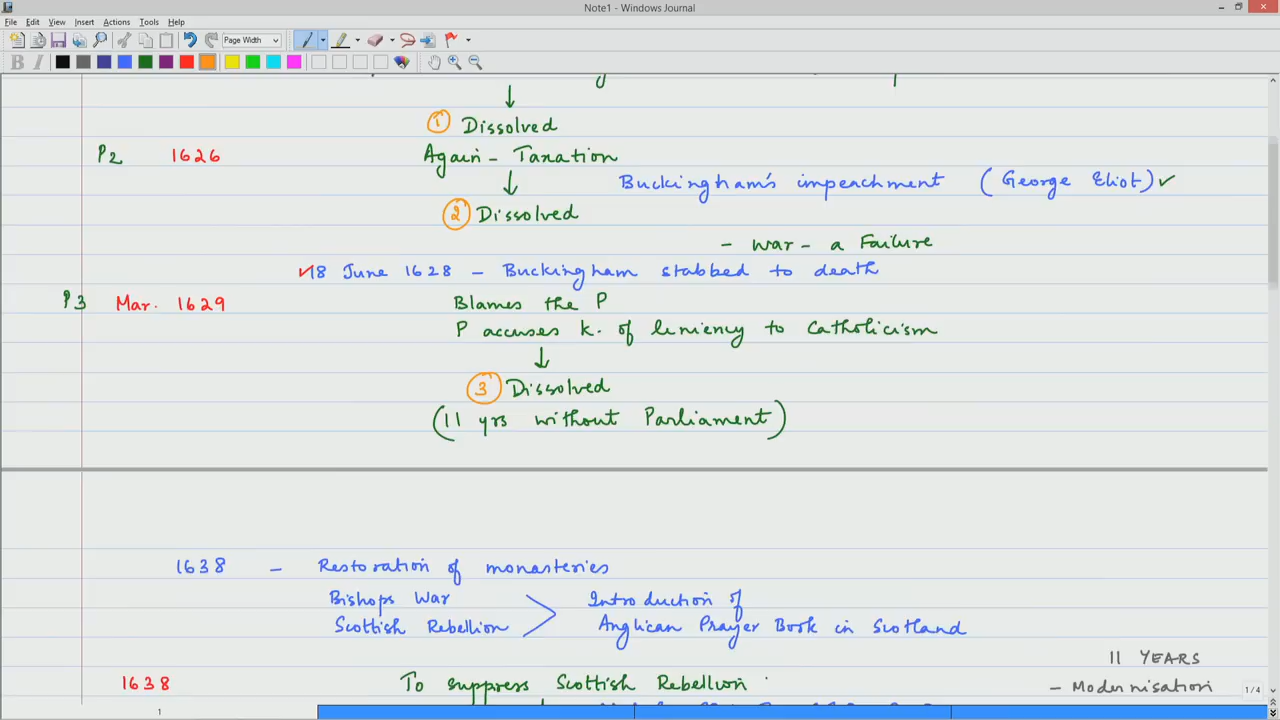 Note1 - Windows Journal
File Edit View Insert Actions Tools Help
Page Width
B I
① Dissolved
P2 1626 Again - Taxation
Buckingham's impeachment (George Eliot) ✓
② Dissolved
- War - a Failure
18 June 1628 - Buckingham stabbed to death
P3 Mar. 1629 Blames the P
P accuses k. of leniency to Catholicism
③ Dissolved
(11 yrs without Parliament)
1638 - Restoration of monasteries
Bishops War Introduction of
Scottish Rebellion Anglican Prayer Book in Scotland
11 YEARS
1638 To suppress Scottish Rebellion - Modernisation
1/4
1